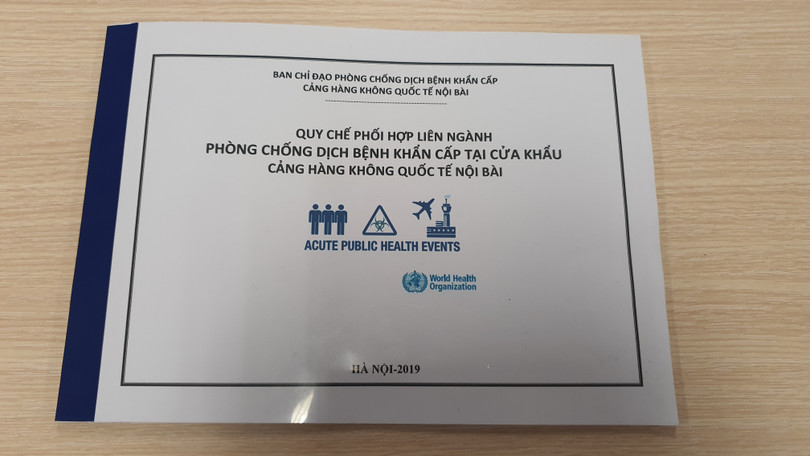 BAN CHỈ ĐẠO PHÒNG CHỐNG DỊCH BỆNH KHẨN CẤP
CẢNG HÀNG KHÔNG QUỐC TẾ NỘI BÀI
QUY CHẾ PHỐI HỢP LIÊN NGÀNH
PHÒNG CHỐNG DỊCH BỆNH KHẨN CẤP TẠI CỬA KHẨU
CẢNG HÀNG KHÔNG QUỐC TẾ NỘI BÀI
ACUTE PUBLIC HEALTH EVENTS
World Health
Organization
HÀ NỘI-2019